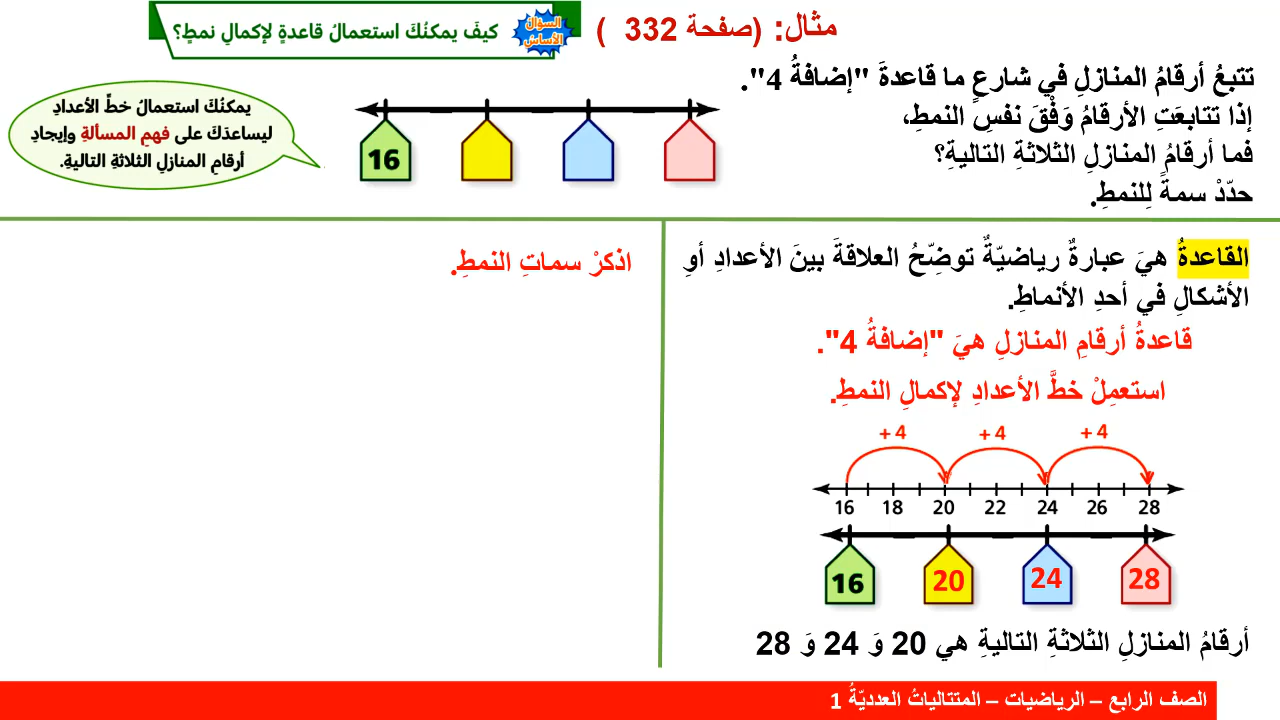 مثال: (صفحة 332 )
السؤال الأساس
كيفَ يمكنُكَ استعمالُ قاعدةٍ لإكمالِ نمطٍ؟
تتبعُ أرقامُ المنازلِ في شارعٍ ما قاعدةَ "إضافةُ 4".
إذا تتابعَتِ الأرقامُ وَفْقَ نفسِ النمطِ،
فما أرقامُ المنازلِ الثلاثةِ التاليةِ؟
حدّدْ سمةً لِلنمطِ.
16
يمكنُكَ استعمالُ خطِّ الأعدادِ
ليساعدَكَ على فهمِ المسألةِ وإيجادِ
أرقامِ المنازلِ الثلاثةِ التاليةِ.
القاعدةُ هيَ عبارةٌ رياضيّةٌ توضِّحُ العلاقةَ بينَ الأعدادِ أوِ
الأشكالِ في أحدِ الأنماطِ.
قاعدةُ أرقامِ المنازلِ هيَ "إضافةُ 4".
استعمِلْ خطَّ الأعدادِ لإكمالِ النمطِ.
+ 4 + 4 + 4
16 18 20 22 24 26 28
16 20 24 28
أرقامُ المنازلِ الثلاثةِ التاليةِ هي 20 وَ 24 وَ 28
اذكرْ سماتِ النمطِ.
الصف الرابع – الرياضيات – المتتالياتُ العدديّةُ 1